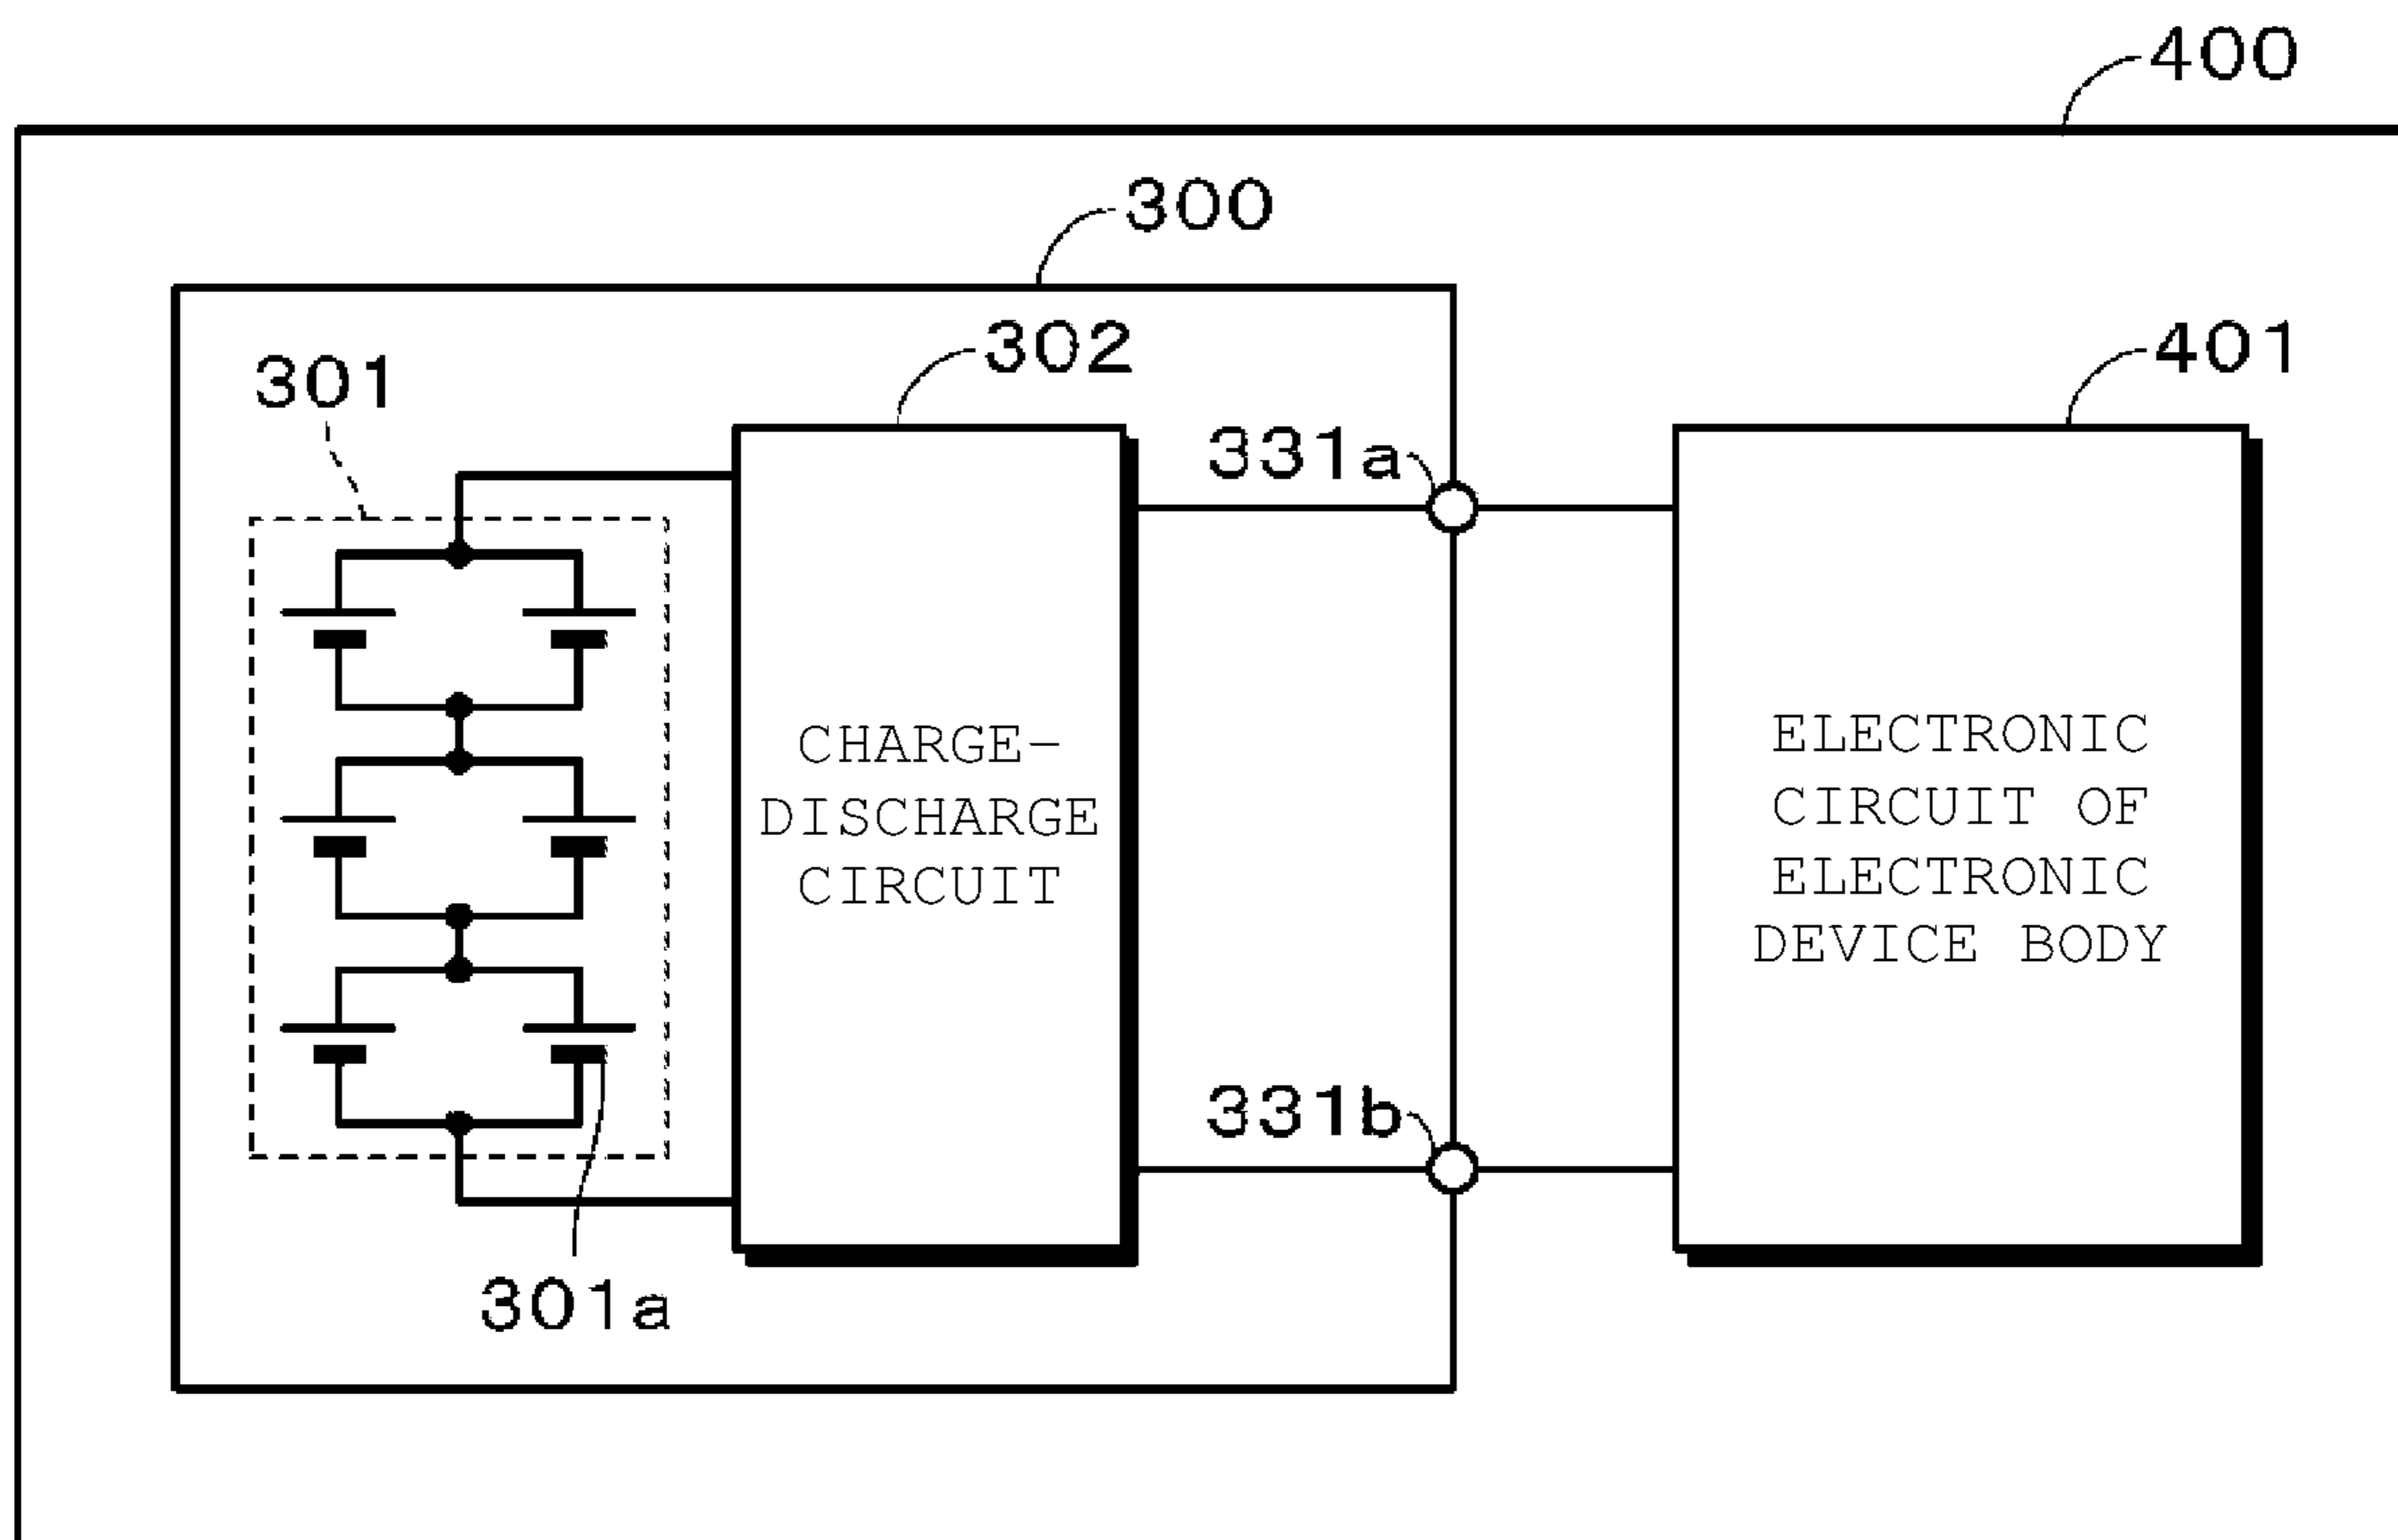 400
300
302
301
401
331a
CHARGE-
DISCHARGE
CIRCUIT
ELECTRONIC
CIRCUIT OF
ELECTRONIC
DEVICE BODY
331b
301a